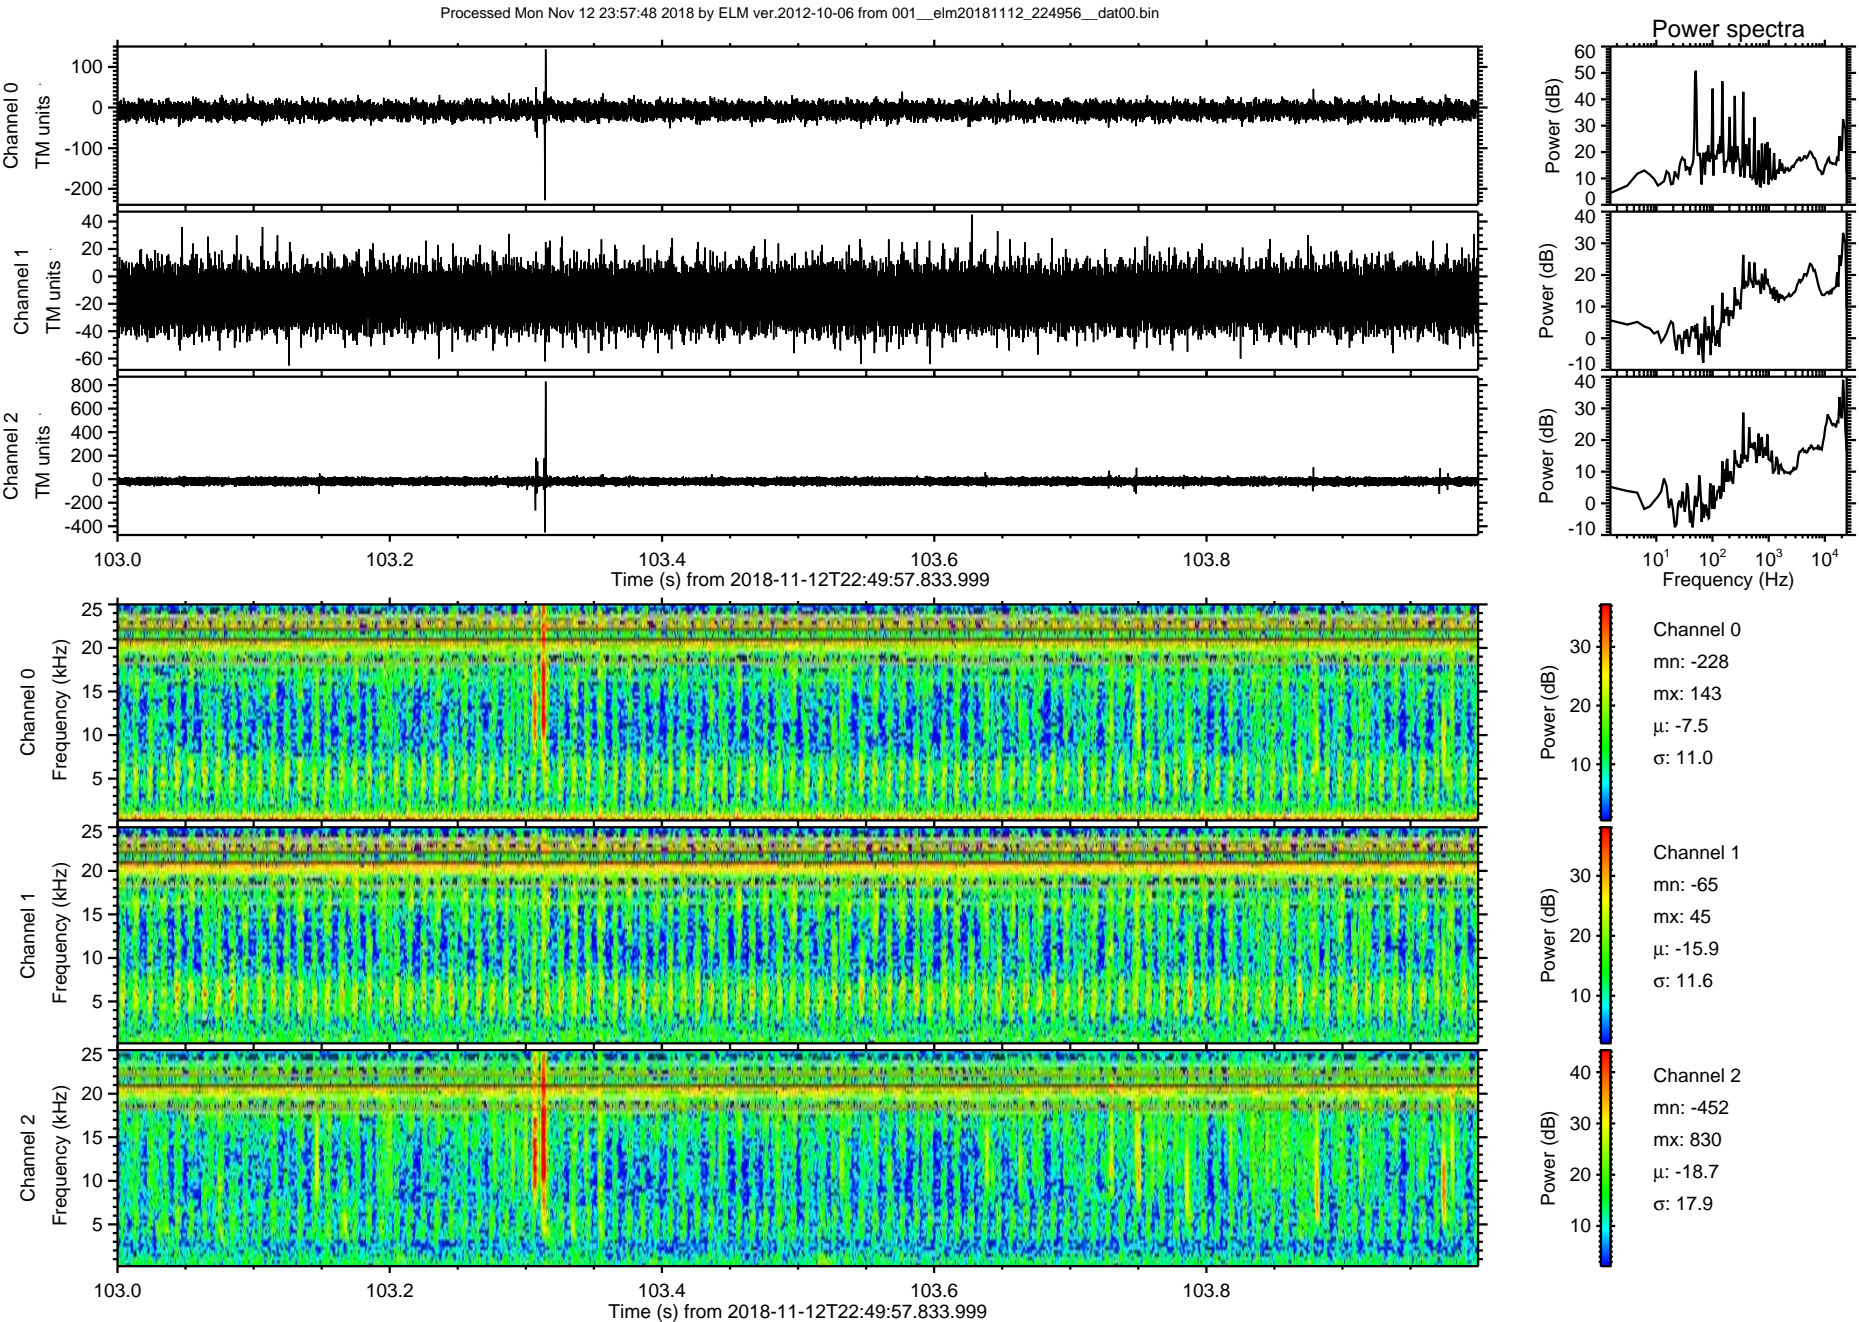 Processed Mon Nov 12 23:57:48 2018 by ELM ver.2012-10-06 from 001__elm20181112_224956__dat00.bin
Power spectra
Channel 0
TM units
100
0
-100
-200
Power (dB)
60
50
40
30
20
10
0
Channel 1
TM units
40
20
0
-20
-40
-60
Power (dB)
40
30
20
10
0
-10
Channel 2
TM units
800
600
400
200
0
-200
-400
Power (dB)
40
30
20
10
0
-10
103.0 103.2 103.4 103.6 103.8
Time (s) from 2018-11-12T22:49:57.833.999
10^1 10^2 10^3 10^4
Frequency (Hz)
Channel 0
Frequency (kHz)
25
20
15
10
5
Power (dB)
30
20
10
Channel 0
mn: -228
mx: 143
μ: -7.5
σ: 11.0
Channel 1
Frequency (kHz)
25
20
15
10
5
Power (dB)
30
20
10
Channel 1
mn: -65
mx: 45
μ: -15.9
σ: 11.6
Channel 2
Frequency (kHz)
25
20
15
10
5
Power (dB)
40
30
20
10
Channel 2
mn: -452
mx: 830
μ: -18.7
σ: 17.9
103.0 103.2 103.4 103.6 103.8
Time (s) from 2018-11-12T22:49:57.833.999